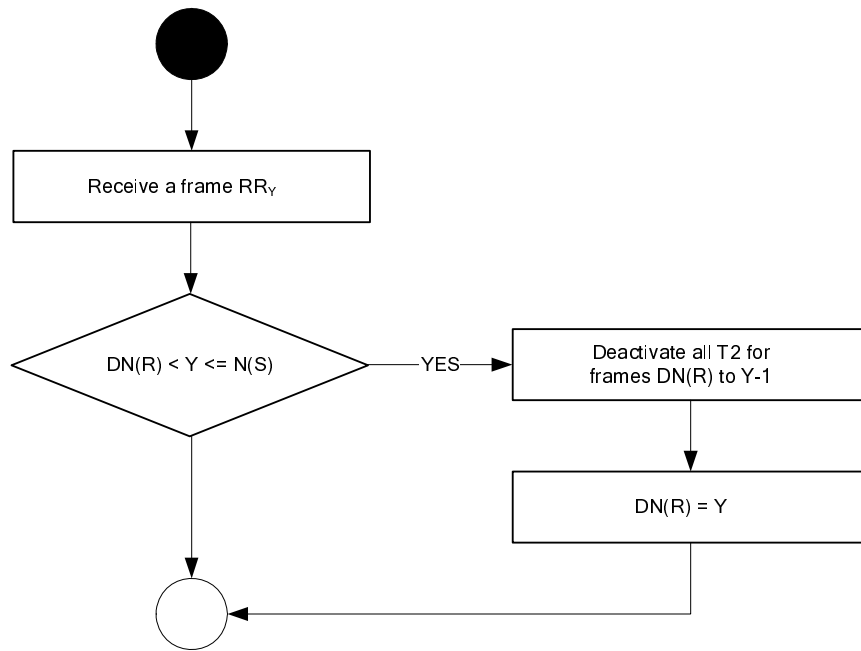 Receive a frame RRY
DN(R) < Y <= N(S)
YES
Deactivate all T2 for
frames DN(R) to Y-1
DN(R) = Y